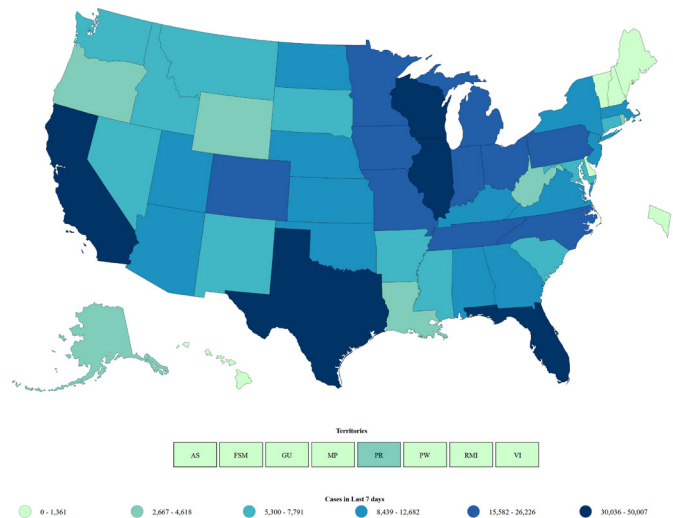 Territories
AS FSM GU MP PR PW RMI VI
Cases in Last 7 days
0 - 1,361 2,667 - 4,618 5,300 - 7,791 8,439 - 12,682 15,582 - 26,226 30,036 - 50,007